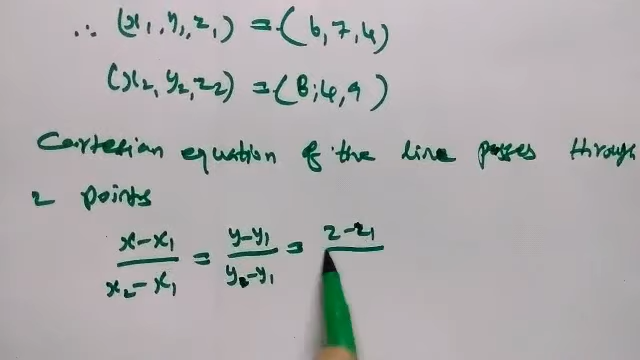 ∴ (x₁, y₁, z₁) = (6, 7, 4)
(x₂, y₂, z₂) = (8, 4, 9)
Cartesian equation of the line passes through
2 points
x-x₁ / x₂-x₁ = y-y₁ / y₂-y₁ = z-z₁